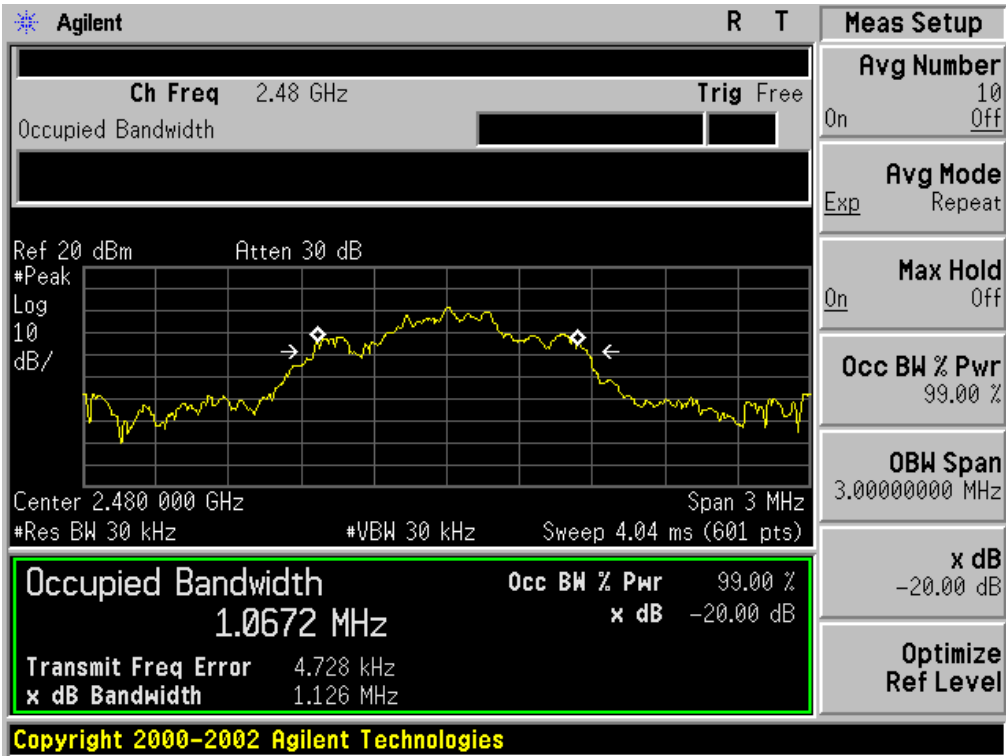 Agilent R T
Ch Freq 2.48 GHz Trig Free
Occupied Bandwidth
Ref 20 dBm Atten 30 dB
#Peak
Log
10
dB/
Center 2.480 000 GHz Span 3 MHz
#Res BW 30 kHz #VBW 30 kHz Sweep 4.04 ms (601 pts)
Occupied Bandwidth Occ BW % Pwr 99.00 %
1.0672 MHz x dB -20.00 dB
Transmit Freq Error 4.728 kHz
x dB Bandwidth 1.126 MHz
Copyright 2000-2002 Agilent Technologies
Meas Setup
Avg Number
10
On Off
Avg Mode
Exp Repeat
Max Hold
On Off
Occ BW % Pwr
99.00 %
OBW Span
3.00000000 MHz
x dB
-20.00 dB
Optimize
Ref Level